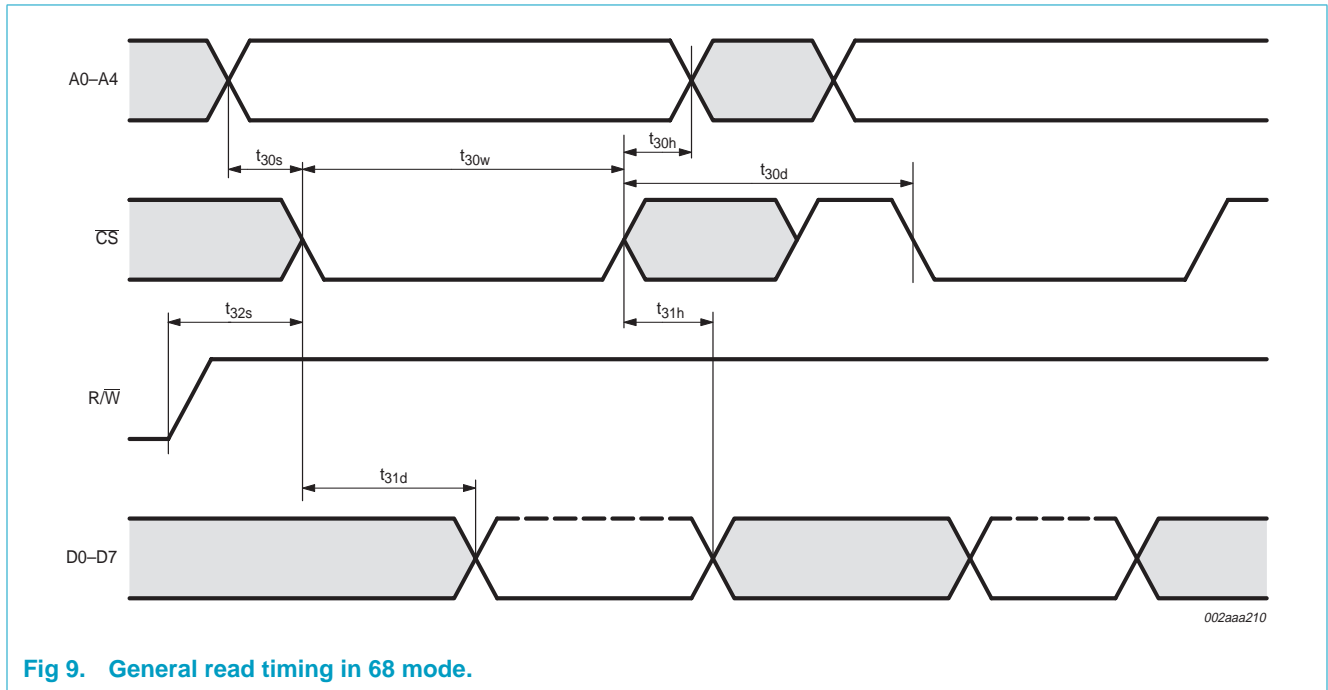 A0–A4
t30s
t30w
t30h
t30d
C̅S̅
t32s
t31h
R/W̅
t31d
D0–D7
002aaa210
Fig 9. General read timing in 68 mode.